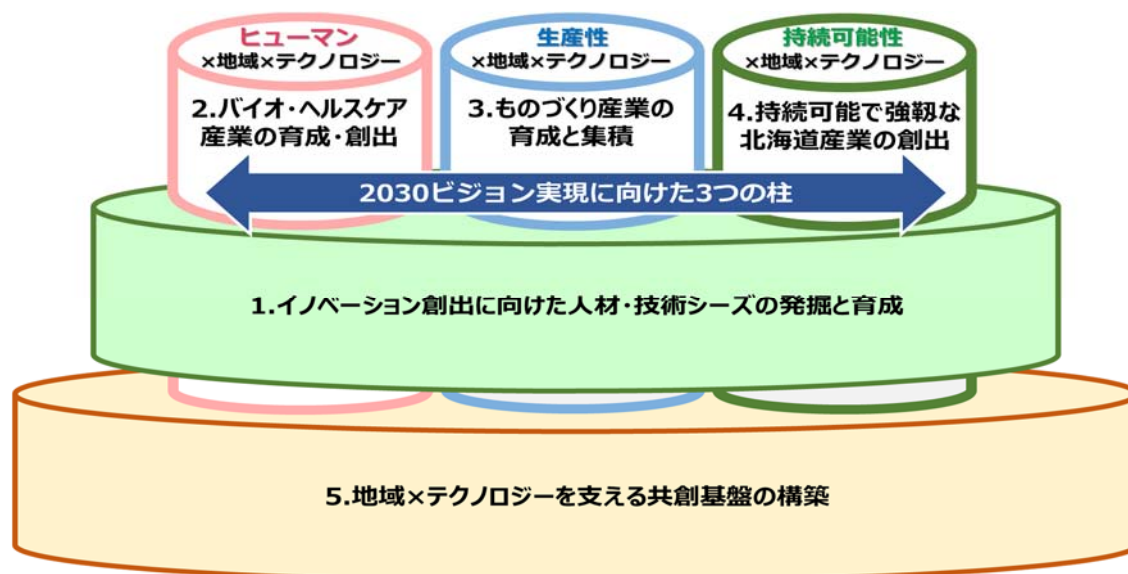 ヒューマン
×地域×テクノロジー
2.バイオ・ヘルスケア
産業の育成・創出
生産性
×地域×テクノロジー
3.ものづくり産業の
育成と集積
持続可能性
×地域×テクノロジー
4.持続可能で強靱な
北海道産業の創出
2030ビジョン実現に向けた3つの柱
1.イノベーション創出に向けた人材・技術シーズの発掘と育成
5.地域×テクノロジーを支える共創基盤の構築